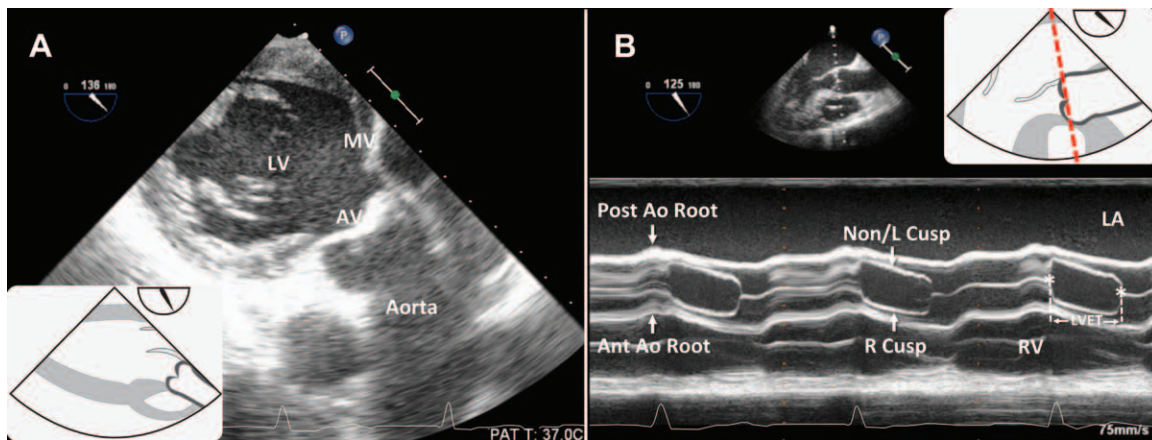 A
P
0 136 180
MV
LV
AV
Aorta
PAT T: 37.0C
B
P
0 125 180
Post Ao Root
LA
Non/L Cusp
* *
LVET
Ant Ao Root
R Cusp
RV
75mm/s